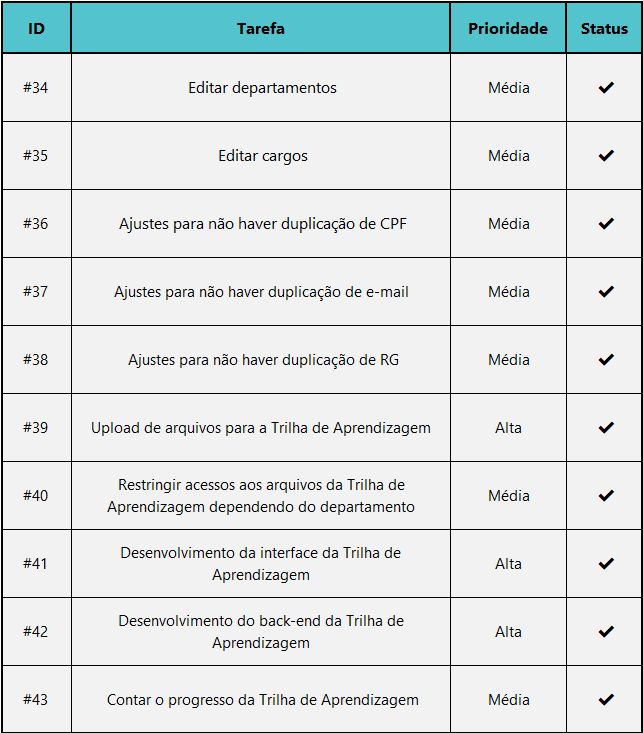 ID Tarefa Prioridade Status
#34 Editar departamentos Média ✔
#35 Editar cargos Média ✔
#36 Ajustes para não haver duplicação de CPF Média ✔
#37 Ajustes para não haver duplicação de e-mail Média ✔
#38 Ajustes para não haver duplicação de RG Média ✔
#39 Upload de arquivos para a Trilha de Aprendizagem Alta ✔
#40 Restringir acessos aos arquivos da Trilha de
Aprendizagem dependendo do departamento Média ✔
#41 Desenvolvimento da interface da Trilha de
Aprendizagem Alta ✔
#42 Desenvolvimento do back-end da Trilha de
Aprendizagem Alta ✔
#43 Contar o progresso da Trilha de Aprendizagem Média ✔